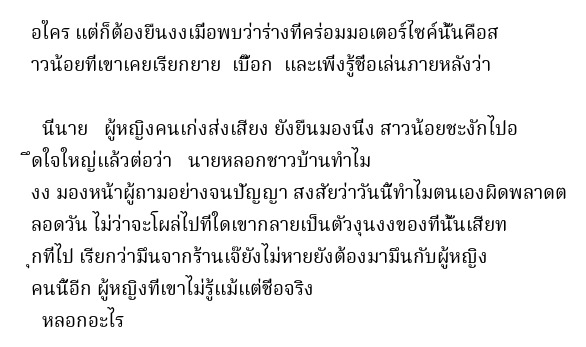 อใคร แต่ก็ต้องยืนงงเมื่อพบว่าร่างที่คร่อมมอเตอร์ไซค์นั้นคือส
าวน้อยที่เขาเคยเรียกยาย เบื๊อก และเพิ่งรู้ชื่อเล่นภายหลังว่า
นี่นาย ผู้หญิงคนเก่งส่งเสียง ยังยืนมองนิ่ง สาวน้อยชะงักไปอ
ึดใจใหญ่แล้วต่อว่า นายหลอกชาวบ้านทำไม
งง มองหน้าผู้ถามอย่างจนปัญญา สงสัยว่าวันนี้ทำไมตนเองผิดพลาดต
ลอดวัน ไม่ว่าจะโผล่ไปที่ใดเขากลายเป็นตัวงุนงงของที่นั้นเสียท
ุกที่ไป เรียกว่ามึนจากร้านเจ๊ยังไม่หายยังต้องมามึนกับผู้หญิง
คนนี้อีก ผู้หญิงที่เขาไม่รู้แม้แต่ชื่อจริง
หลอกอะไร